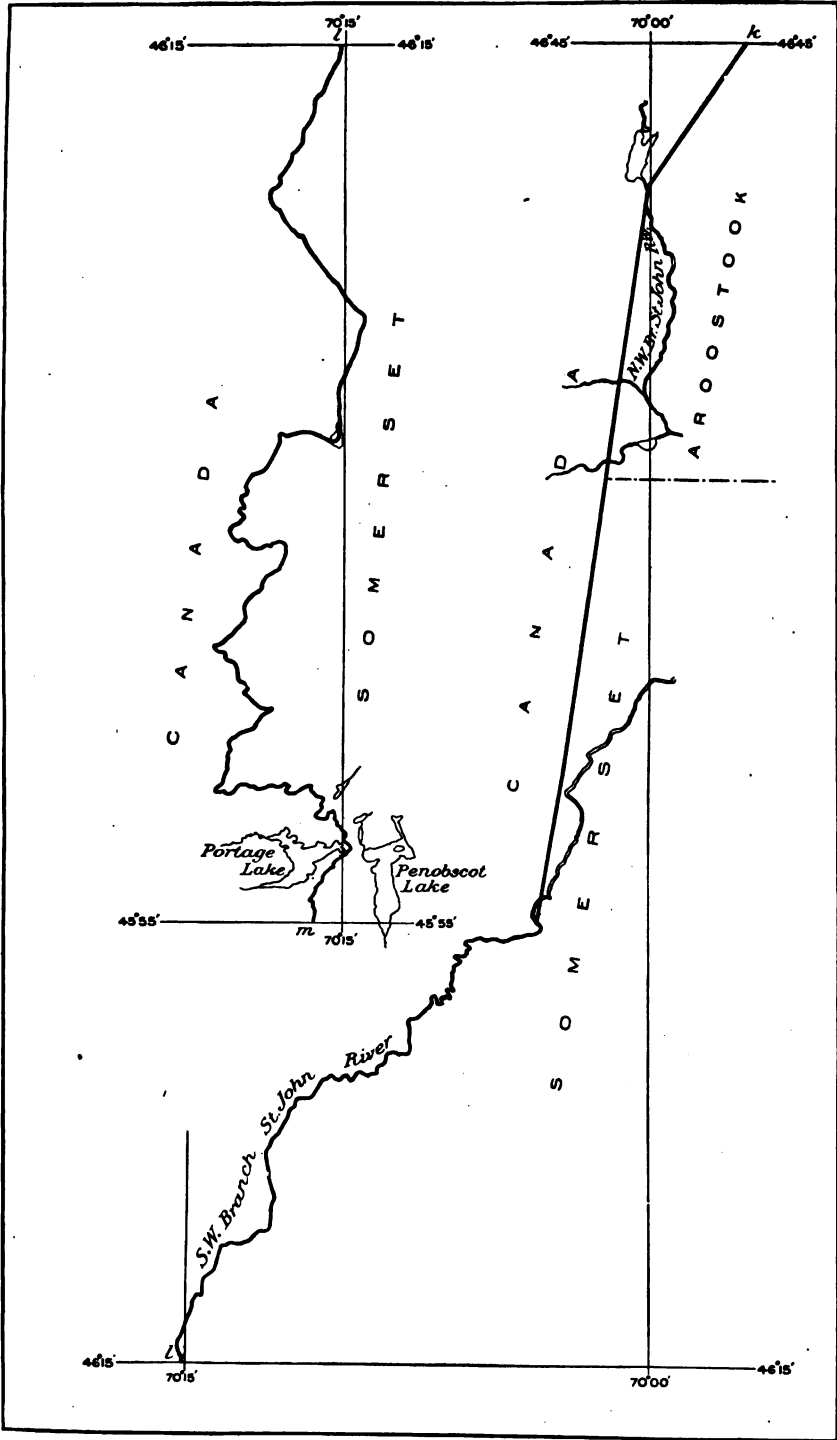 70°15'
l
46°15'
46°15'
70°00'
k
46°45'
46°45'
CANADA
SOMERSET
Portage
Lake
Penobscot
Lake
45°55'
m
70°15'
45°55'
N.W. Br. St. John Riv.
AROOSTOOK
CANADA
SOMERSET
S.W. Branch St. John River
l
46°15'
70°15'
70°00'
46°15'